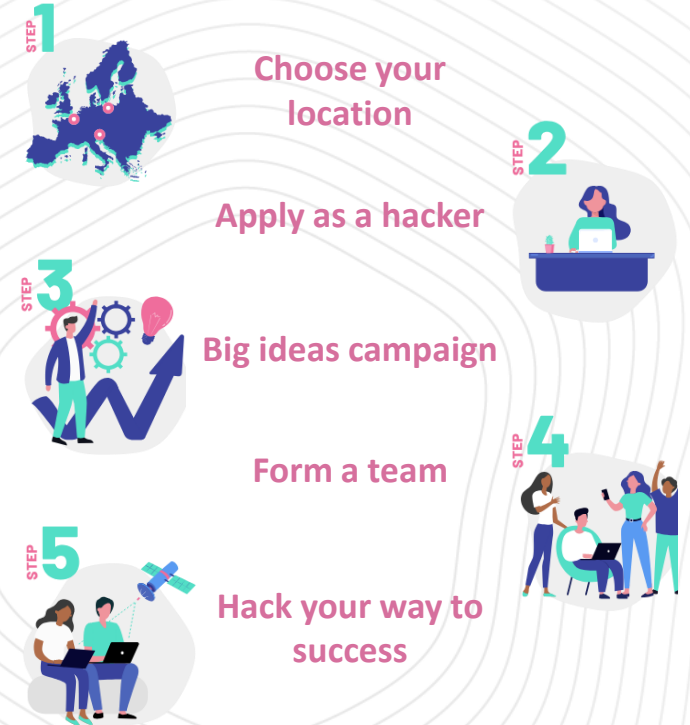 STEP 1
Choose your
location
STEP 2
Apply as a hacker
STEP 3
Big ideas campaign
STEP 4
Form a team
STEP 5
Hack your way to
success